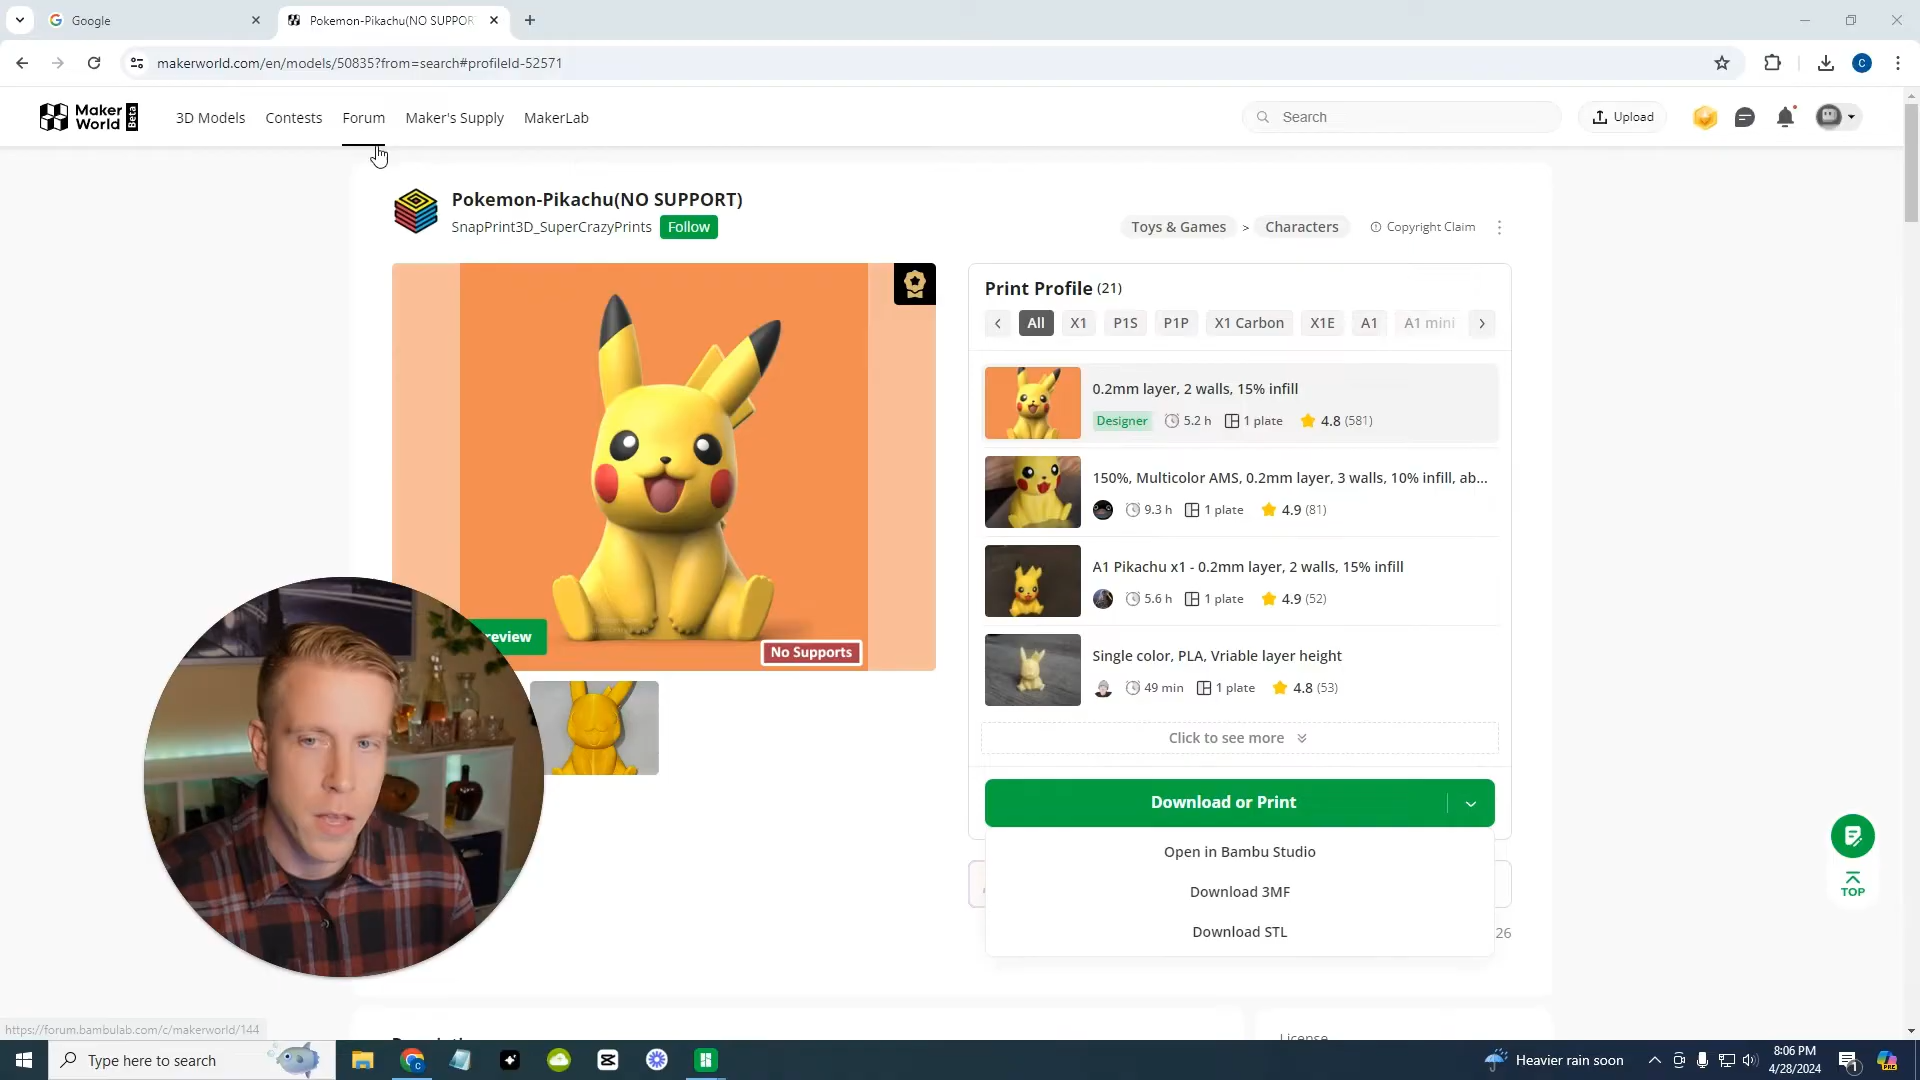 Google
Pokemon-Pikachu(NO SUPPOR
makerworld.com/en/models/50835?from=search#profileId-52571
C
Maker World Beta
3D Models
Contests
Forum
Maker's Supply
MakerLab
Search
Upload
Pokemon-Pikachu(NO SUPPORT)
SnapPrint3D_SuperCrazyPrints
Follow
Toys & Games > Characters
Copyright Claim
review
No Supports
Print Profile (21)
All
X1
P1S
P1P
X1 Carbon
X1E
A1
A1 mini
0.2mm layer, 2 walls, 15% infill
Designer 5.2 h 1 plate 4.8 (581)
150%, Multicolor AMS, 0.2mm layer, 3 walls, 10% infill, ab...
9.3 h 1 plate 4.9 (81)
A1 Pikachu x1 - 0.2mm layer, 2 walls, 15% infill
5.6 h 1 plate 4.9 (52)
Single color, PLA, Vriable layer height
49 min 1 plate 4.8 (53)
Click to see more
Download or Print
Open in Bambu Studio
Download 3MF
Download STL
26
TOP
https://forum.bambulab.com/c/makerworld/144
License
Type here to search
Heavier rain soon
8:06 PM
4/28/2024
1